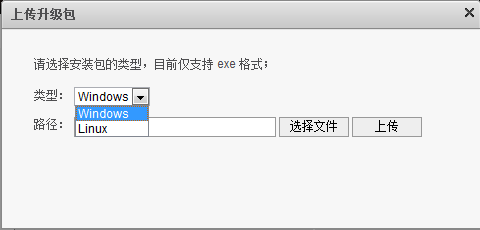 上传升级包
请选择安装包的类型，目前仅支持 exe 格式；
类型： Windows
Windows
Linux
路径： 选择文件 上传